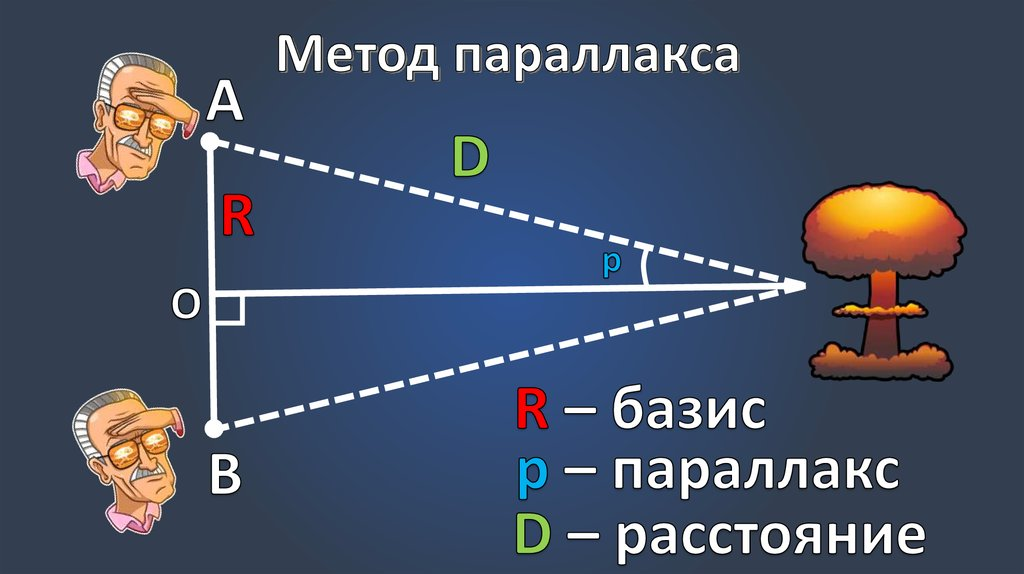 Метод параллакса
A
D
R
p
O
B
R – базис
p – параллакс
D – расстояние